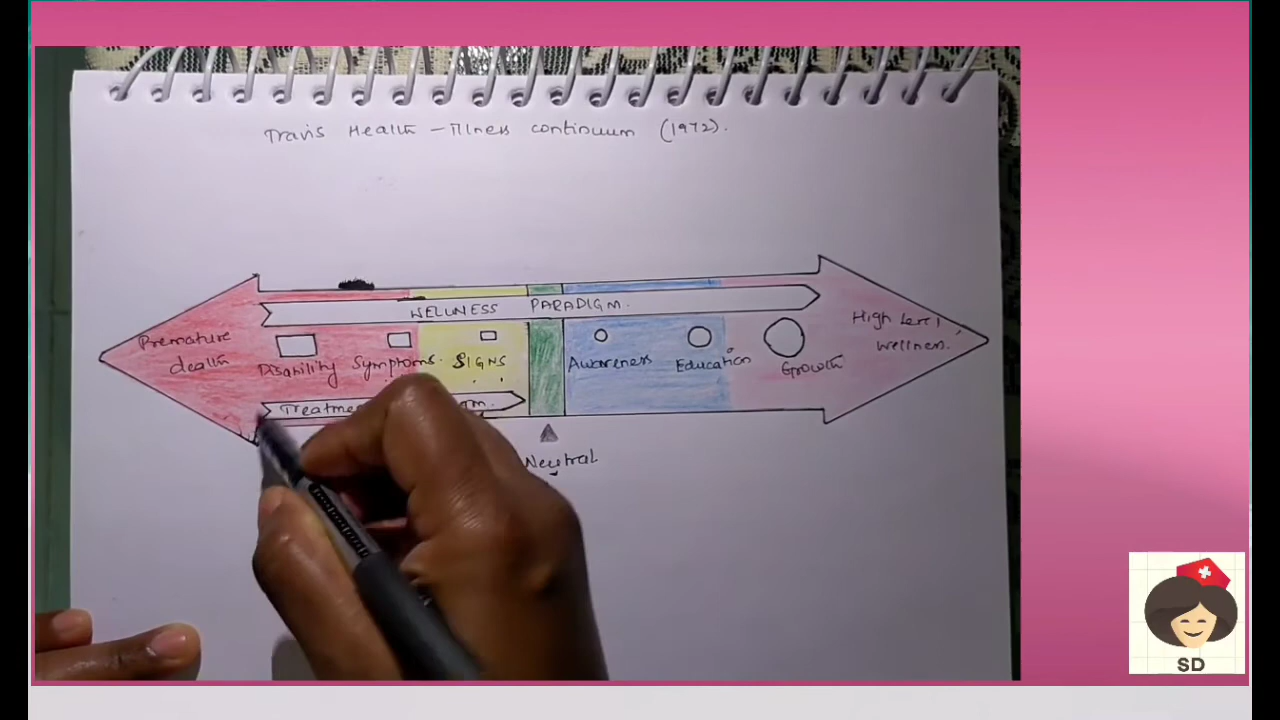 Travis Health - Illness continuum (1972).
WELLNESS PARADIGM.
Premature death
Disability
Symptoms.
SIGNS
Awareness
Education
Growth
High Level Wellness.
Neutral
SD